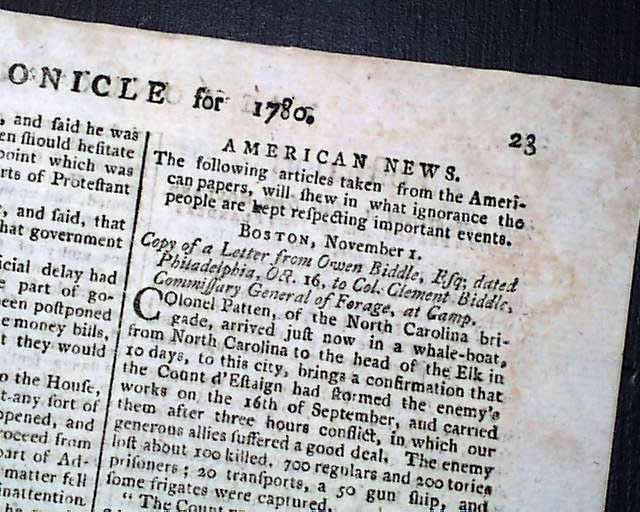 ONICLE for 1780.
23
, and said he was
en should hesitate
point which was
rts of Protestant
, and said, that
hat government
icial delay had
e part of go-
been postponed
e money bills,
t they would
to the House,
t-any sort of
opened, and
roceed from
part of Ad-
matter fell
inattention.
AMERICAN NEWS.
The following articles taken from the Ameri-
can papers, will shew in what ignorance the
people are kept respecting important events.
BOSTON, November 1.
Copy of a Letter from Owen Biddle, Esq; dated
Philadelphia, Oct. 16, to Col. Clement Biddle,
Commissary General of Forage, at Camp.
COlonel Patten, of the North Carolina bri-
gade, arrived just now in a whale-boat,
from North Carolina to the head of the Elk in
10 days, to this city, brings a confirmation that
the Count d'Estaign had stormed the enemy's
works on the 16th of September, and carried
them after three hours conflict, in which our
generous allies suffered a good deal. The enemy
lost about 100 killed, 700 regulars and 200 tories
prisoners; 20 transports, a 50 gun ship, and
some frigates were captured.
"The Count